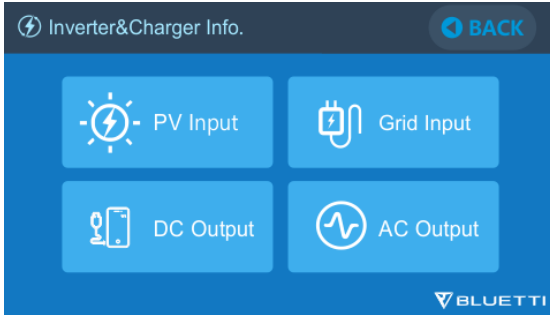 Inverter&Charger Info.
BACK
PV Input
Grid Input
DC Output
AC Output
BLUETTI